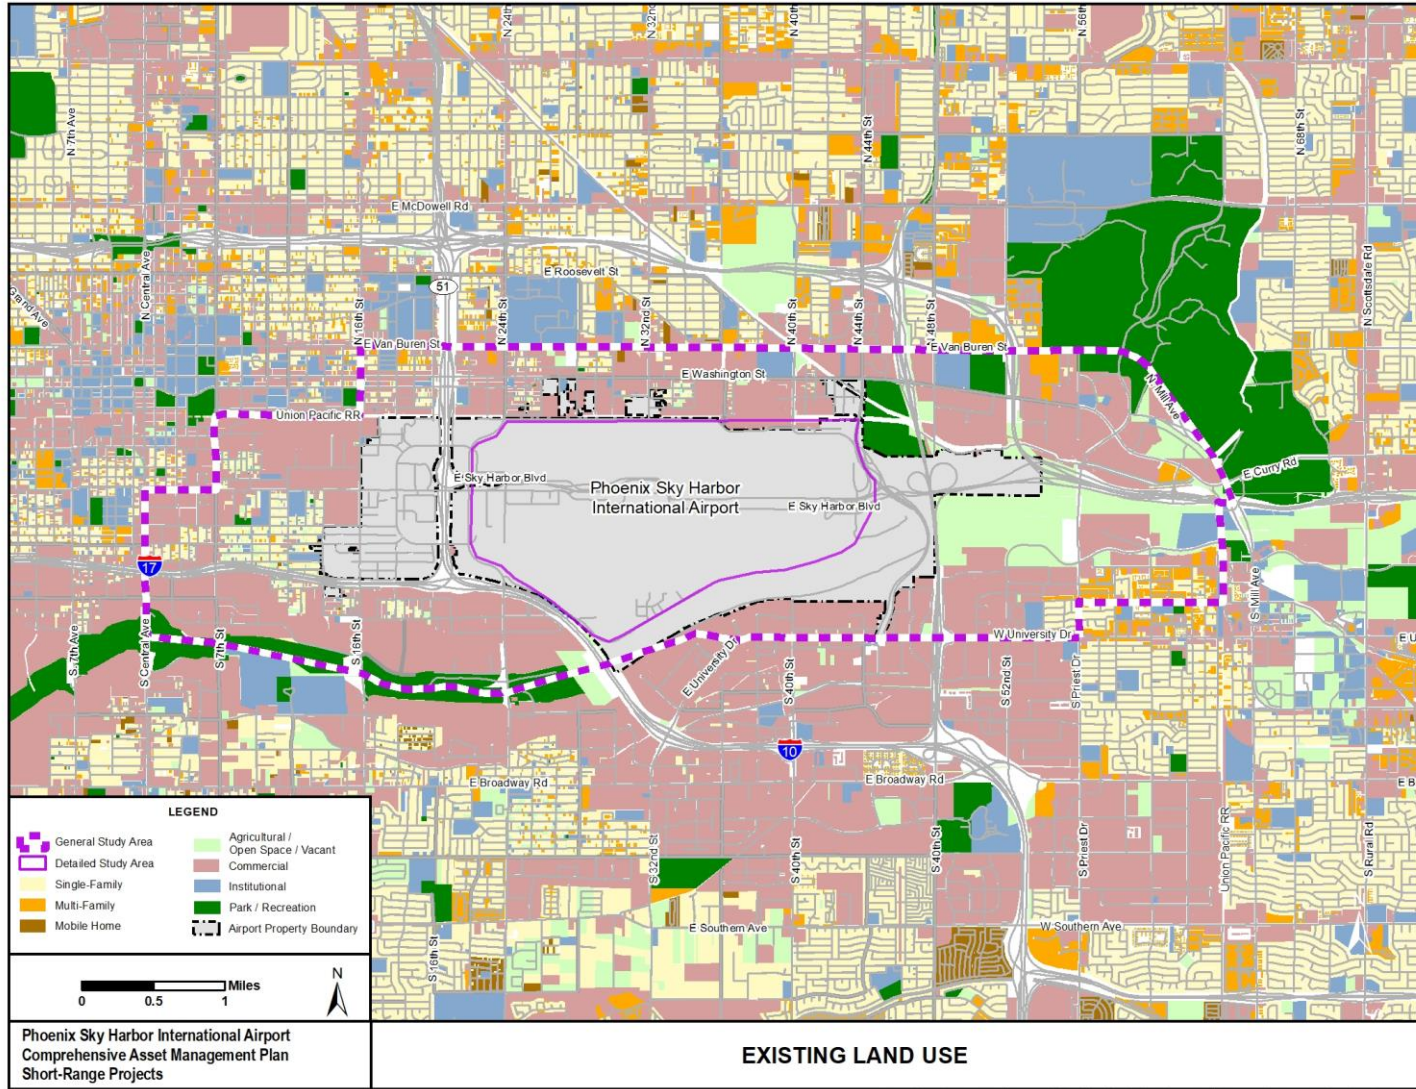 N 24th St
N 32nd St
N 40th St
N 56th St
N 7th Ave
N 44th St
N 68th St
E McDowell Rd
N Central Ave
E Roosevelt St
Grand Ave
51
N 16th St
N 24th St
N 32nd St
N 40th St
N 44th St
N 48th St
N Scottsdale Rd
E Van Buren St
E Van Buren St
E Washington St
N Mill Ave
Union Pacific RR
E Curry Rd
E Sky Harbor Blvd
Phoenix Sky Harbor
International Airport
E Sky Harbor Blvd
17
S Mill Ave
S 7th Ave
S Central Ave
S 7th St
S 16th St
W University Dr
E U
E University Dr
S 40th St
S 52nd St
S Priest Dr
10
E Broadway Rd
E Broadway Rd
E B
S 32nd St
S 40th St
S 40th St
S Priest Dr
Union Pacific RR
S Rural Rd
S 16th St
E Southern Ave
W Southern Ave
LEGEND
General Study Area
Detailed Study Area
Single-Family
Multi-Family
Mobile Home
Agricultural /
Open Space / Vacant
Commercial
Institutional
Park / Recreation
Airport Property Boundary
Miles
0 0.5 1
N
Phoenix Sky Harbor International Airport
Comprehensive Asset Management Plan
Short-Range Projects
EXISTING LAND USE